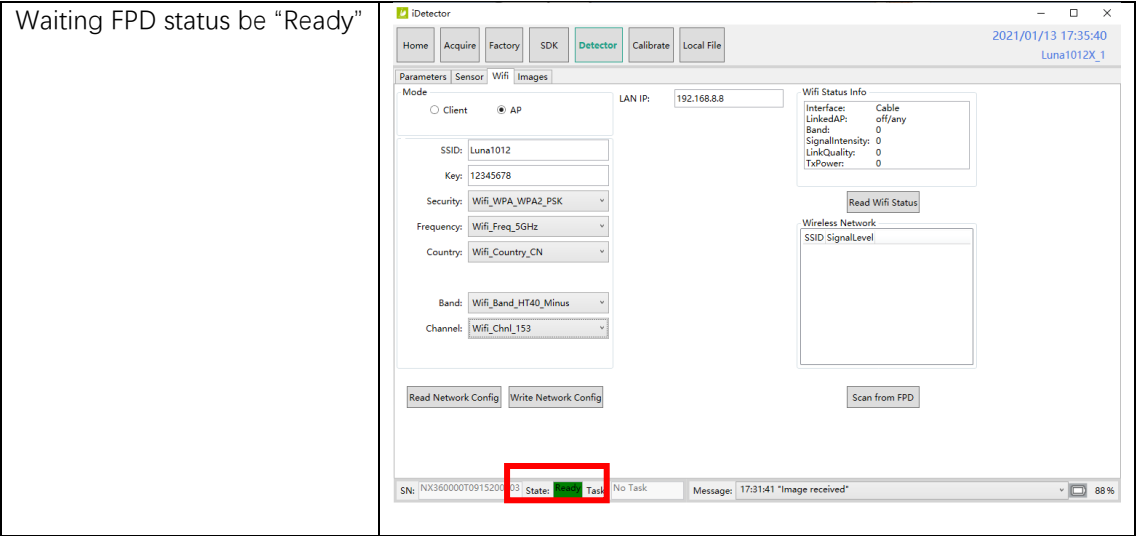 Waiting FPD status be “Ready”
iDetector
Home Acquire Factory SDK Detector Calibrate Local File
2021/01/13 17:35:40
Luna1012X_1
Parameters Sensor Wifi Images
Mode
Client AP
LAN IP: 192.168.8.8
Wifi Status Info
Interface: Cable
LinkedAP: off/any
Band: 0
SignalIntensity: 0
LinkQuality: 0
TxPower: 0
Read Wifi Status
SSID: Luna1012
Key: 12345678
Security: Wifi_WPA_WPA2_PSK
Frequency: Wifi_Freq_5GHz
Country: Wifi_Country_CN
Band: Wifi_Band_HT40_Minus
Channel: Wifi_Chnl_153
Wireless Network
SSID SignalLevel
Read Network Config Write Network Config
Scan from FPD
SN: State: Ready Task No Task Message: 17:31:41 "Image received" 88%